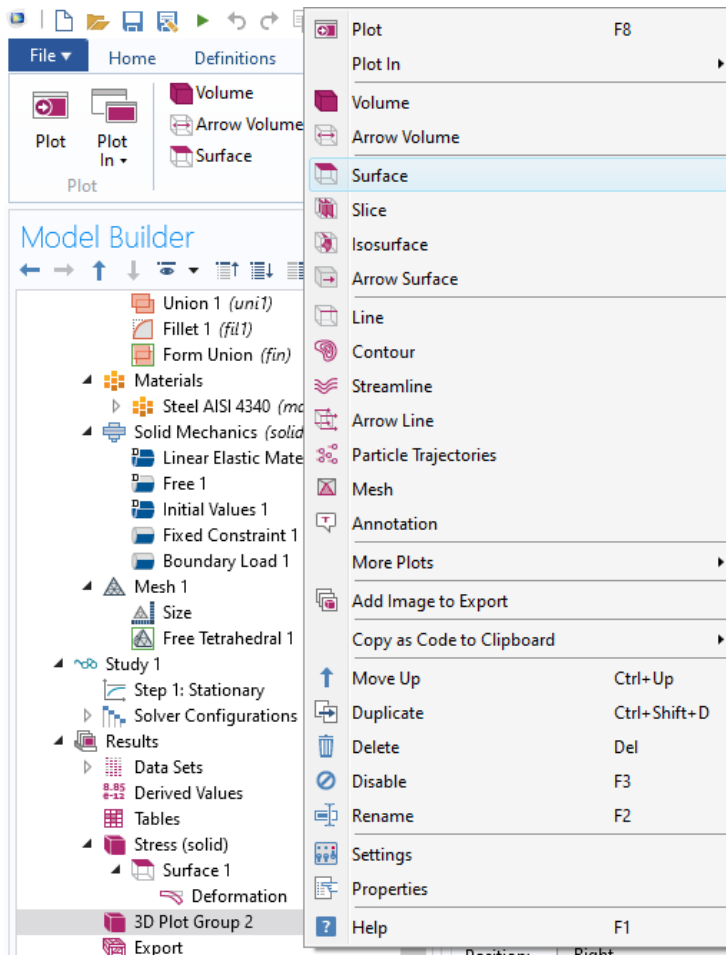 File
Home
Definitions
Plot
Plot
In
Volume
Arrow Volume
Surface
Plot
Model Builder
Union 1 (uni1)
Fillet 1 (fil1)
Form Union (fin)
Materials
Steel AISI 4340 (mo
Solid Mechanics (solid
Linear Elastic Mate
Free 1
Initial Values 1
Fixed Constraint 1
Boundary Load 1
Mesh 1
Size
Free Tetrahedral 1
Study 1
Step 1: Stationary
Solver Configurations
Results
Data Sets
8.85
e-12
Derived Values
Tables
Stress (solid)
Surface 1
Deformation
3D Plot Group 2
Export
Plot F8
Plot In
Volume
Arrow Volume
Surface
Slice
Isosurface
Arrow Surface
Line
Contour
Streamline
Arrow Line
Particle Trajectories
Mesh
Annotation
More Plots
Add Image to Export
Copy as Code to Clipboard
Move Up Ctrl+Up
Duplicate Ctrl+Shift+D
Delete Del
Disable F3
Rename F2
Settings
Properties
Help F1